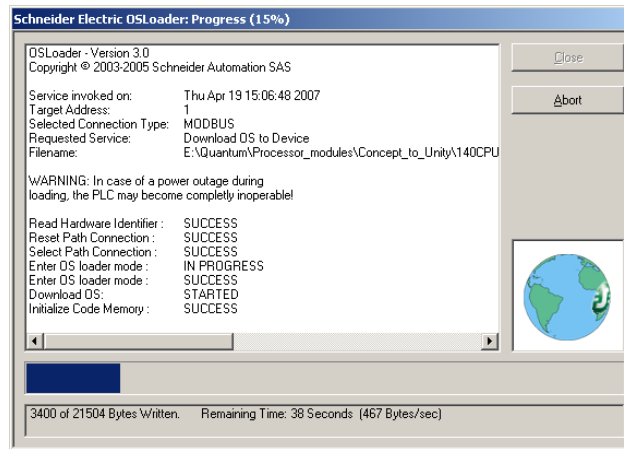 Schneider Electric OSLoader: Progress (15%)
OSLoader - Version 3.0
Copyright © 2003-2005 Schneider Automation SAS
Service invoked on: Thu Apr 19 15:06:48 2007
Target Address: 1
Selected Connection Type: MODBUS
Requested Service: Download OS to Device
Filename: E:\Quantum\Processor_modules\Concept_to_Unity\140CPU
WARNING: In case of a power outage during
loading, the PLC may become completly inoperable!
Read Hardware Identifier : SUCCESS
Reset Path Connection : SUCCESS
Select Path Connection : SUCCESS
Enter OS loader mode : IN PROGRESS
Enter OS loader mode : SUCCESS
Download OS: STARTED
Initialize Code Memory : SUCCESS
Close
Abort
3400 of 21504 Bytes Written. Remaining Time: 38 Seconds (467 Bytes/sec)